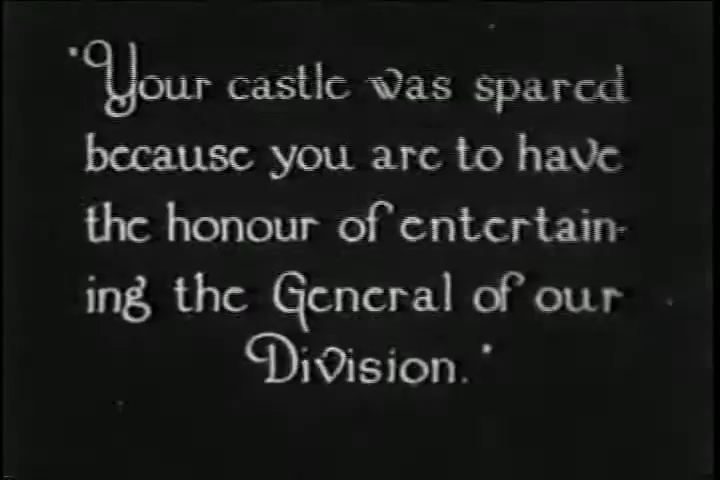 "Your castle was spared
because you are to have
the honour of entertain-
ing the General of our
Division."